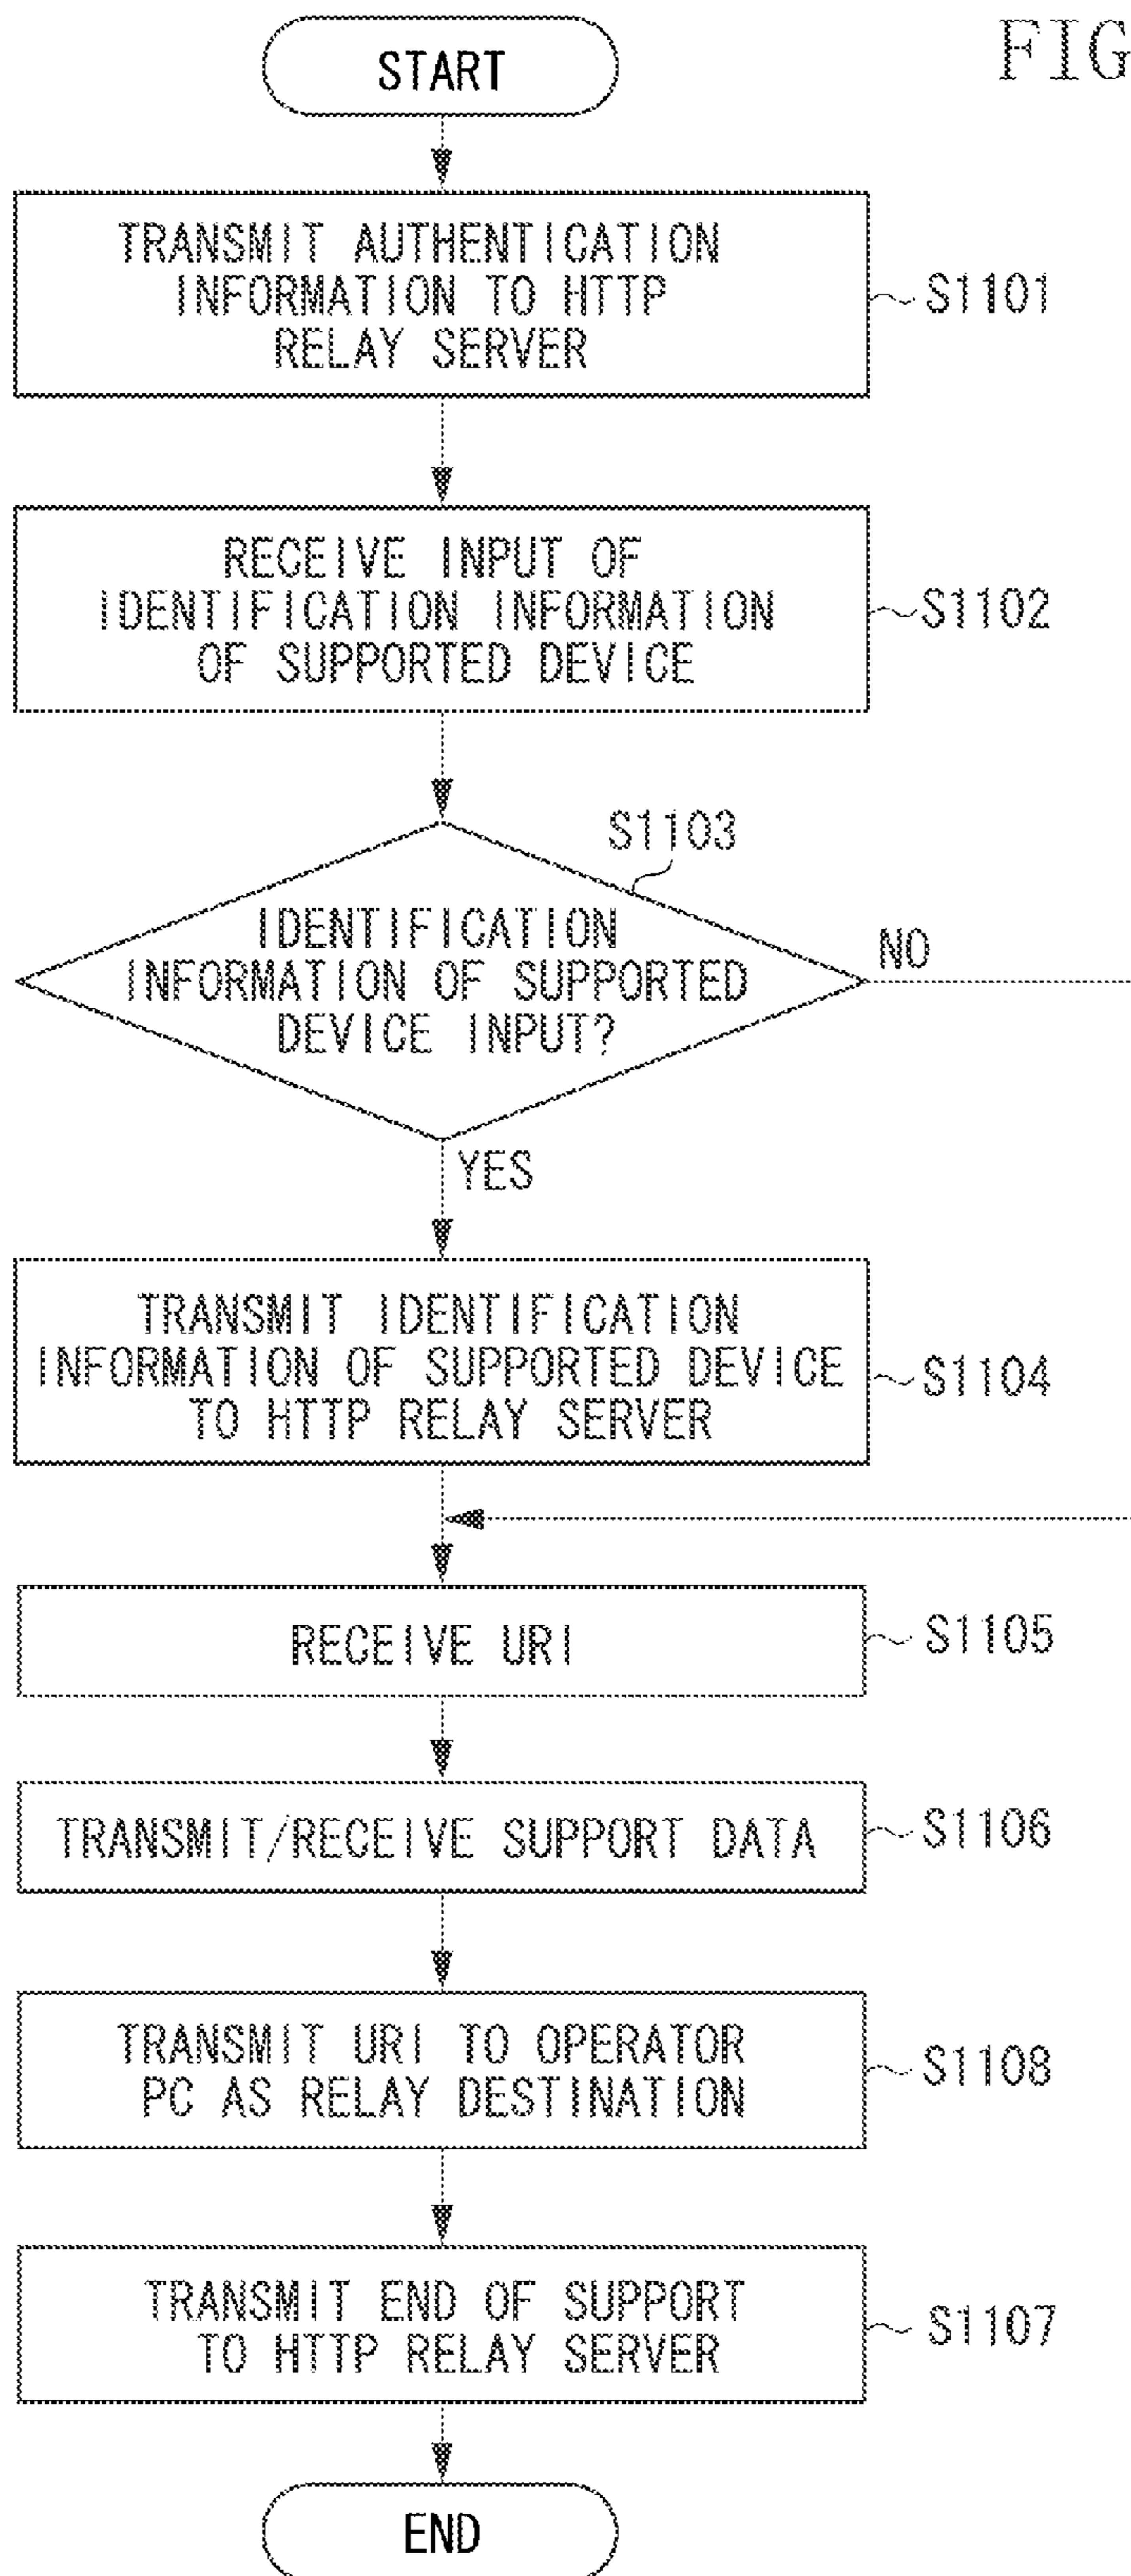 FIG
START
TRANSMIT AUTHENTICATION
INFORMATION TO HTTP
RELAY SERVER
S1101
RECEIVE INPUT OF
IDENTIFICATION INFORMATION
OF SUPPORTED DEVICE
S1102
S1103
IDENTIFICATION
INFORMATION OF SUPPORTED
DEVICE INPUT?
NO
YES
TRANSMIT IDENTIFICATION
INFORMATION OF SUPPORTED DEVICE
TO HTTP RELAY SERVER
S1104
RECEIVE URI
S1105
TRANSMIT/RECEIVE SUPPORT DATA
S1106
TRANSMIT URI TO OPERATOR
PC AS RELAY DESTINATION
S1108
TRANSMIT END OF SUPPORT
TO HTTP RELAY SERVER
S1107
END